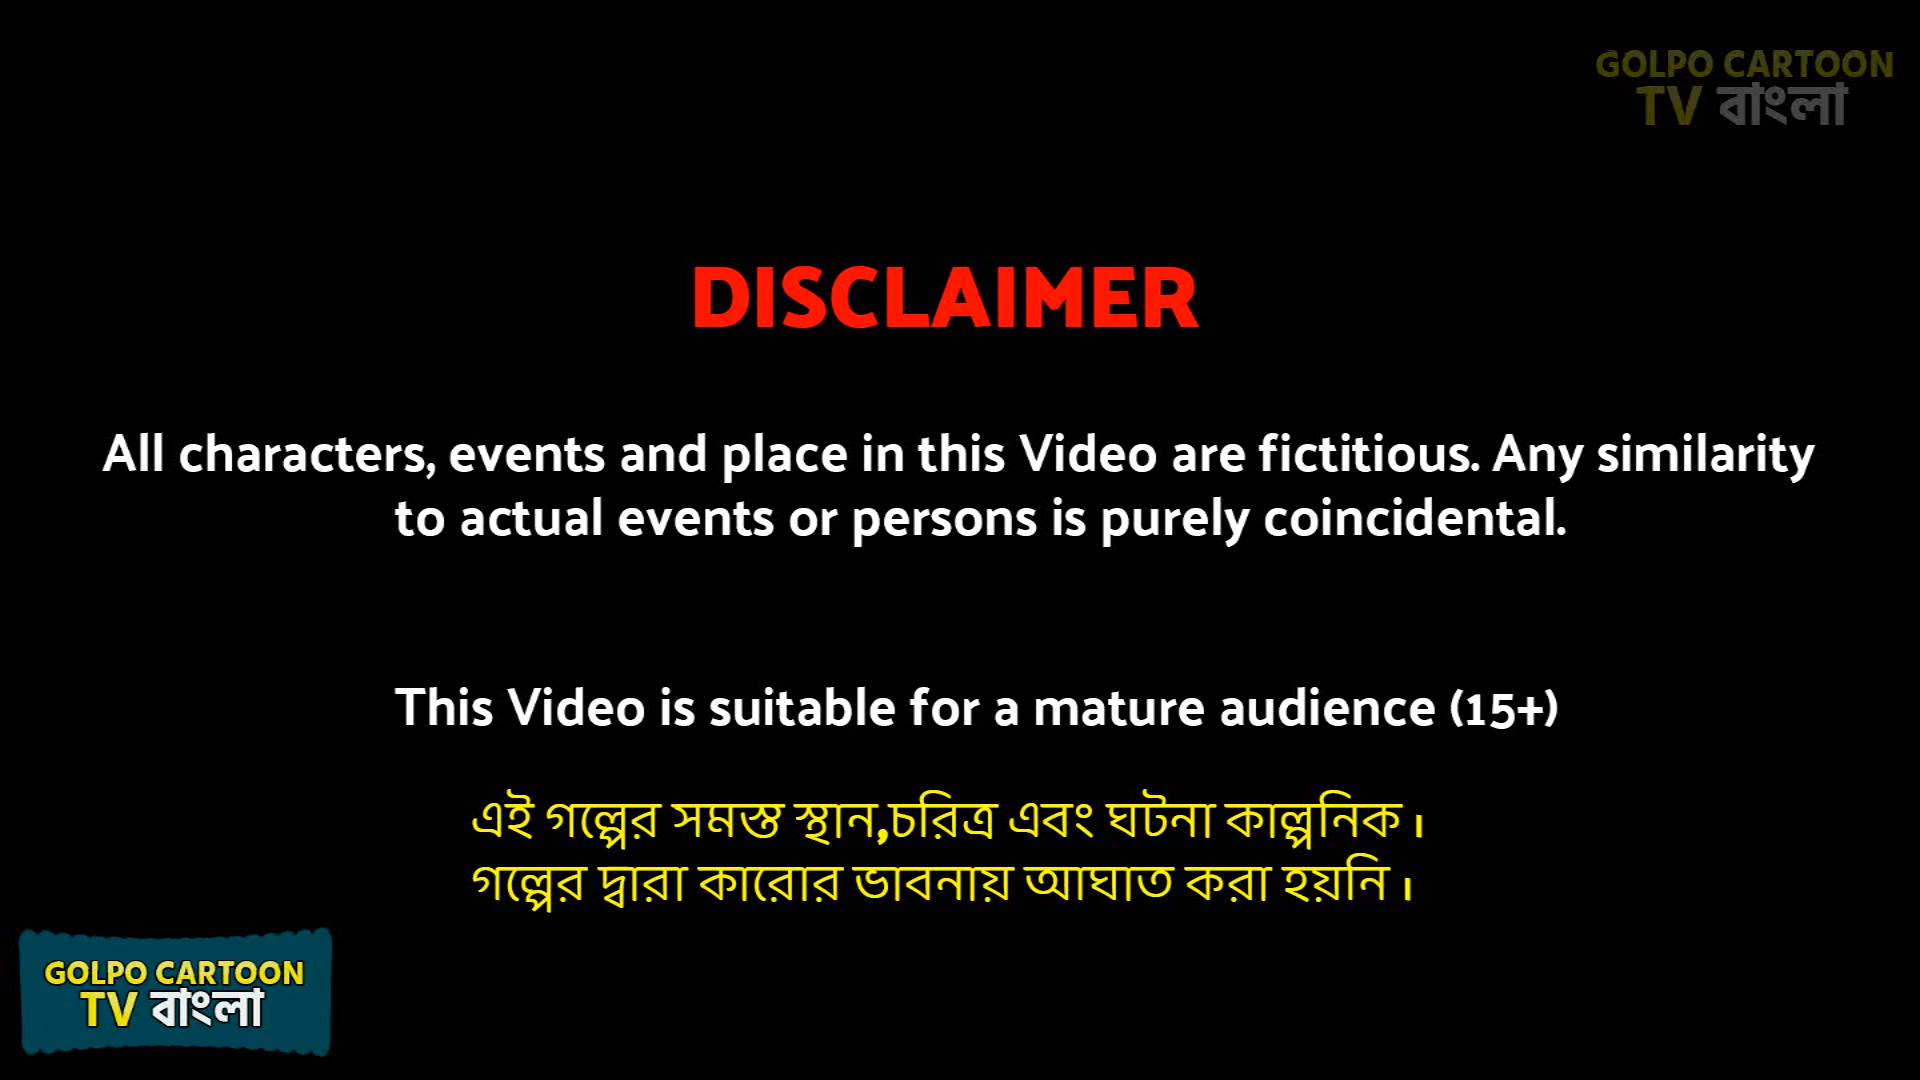 GOLPO CARTOON
TV বাংলা
DISCLAIMER
All characters, events and place in this Video are fictitious. Any similarity
to actual events or persons is purely coincidental.
This Video is suitable for a mature audience (15+)
এই গল্পের সমস্ত স্থান,চরিত্র এবং ঘটনা কাল্পনিক।
গল্পের দ্বারা কারোর ভাবনায় আঘাত করা হয়নি।
GOLPO CARTOON
TV বাংলা